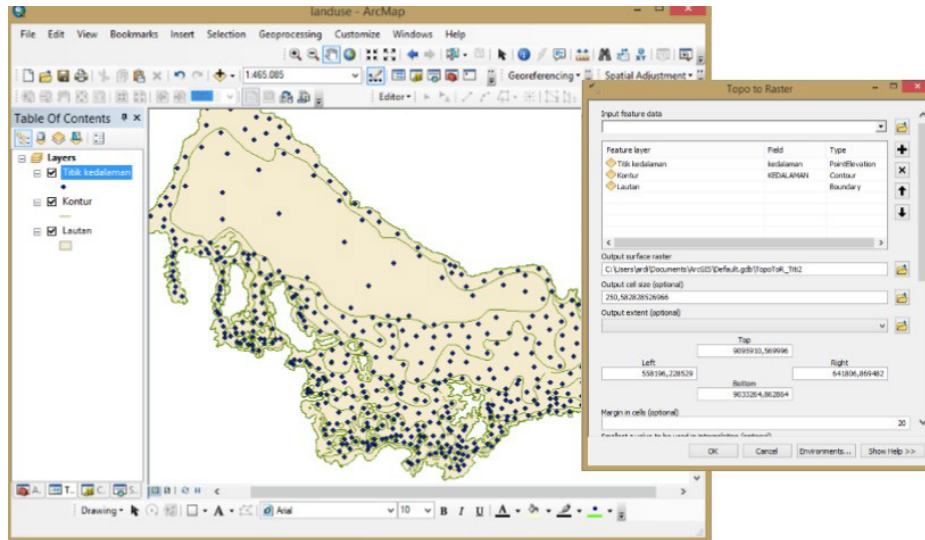 landuse - ArcMap
File Edit View Bookmarks Insert Selection Geoprocessing Customize Windows Help
1:465.085
Georeferencing
Spatial Adjustment
Editor
Table Of Contents
Layers
Titik kedalaman
Kontur
Lautan
A.. T.. C.. S..
Drawing
Arial
10
B I U A
Topo to Raster
Input feature data
Feature layer Field Type
Titik kedalaman kedalaman PointElevation
Kontur KEDALAMAN Contour
Lautan Boundary
Output surface raster
C:\Users\ardi\Documents\ArcGIS\Default.gdb\TopoToR_Titi2
Output cell size (optional)
250,582828526966
Output extent (optional)
Top
9095910,569996
Left Right
558196,228529 641806,869482
Bottom
9033264,862864
Margin in cells (optional)
20
OK Cancel Environments... Show Help >>